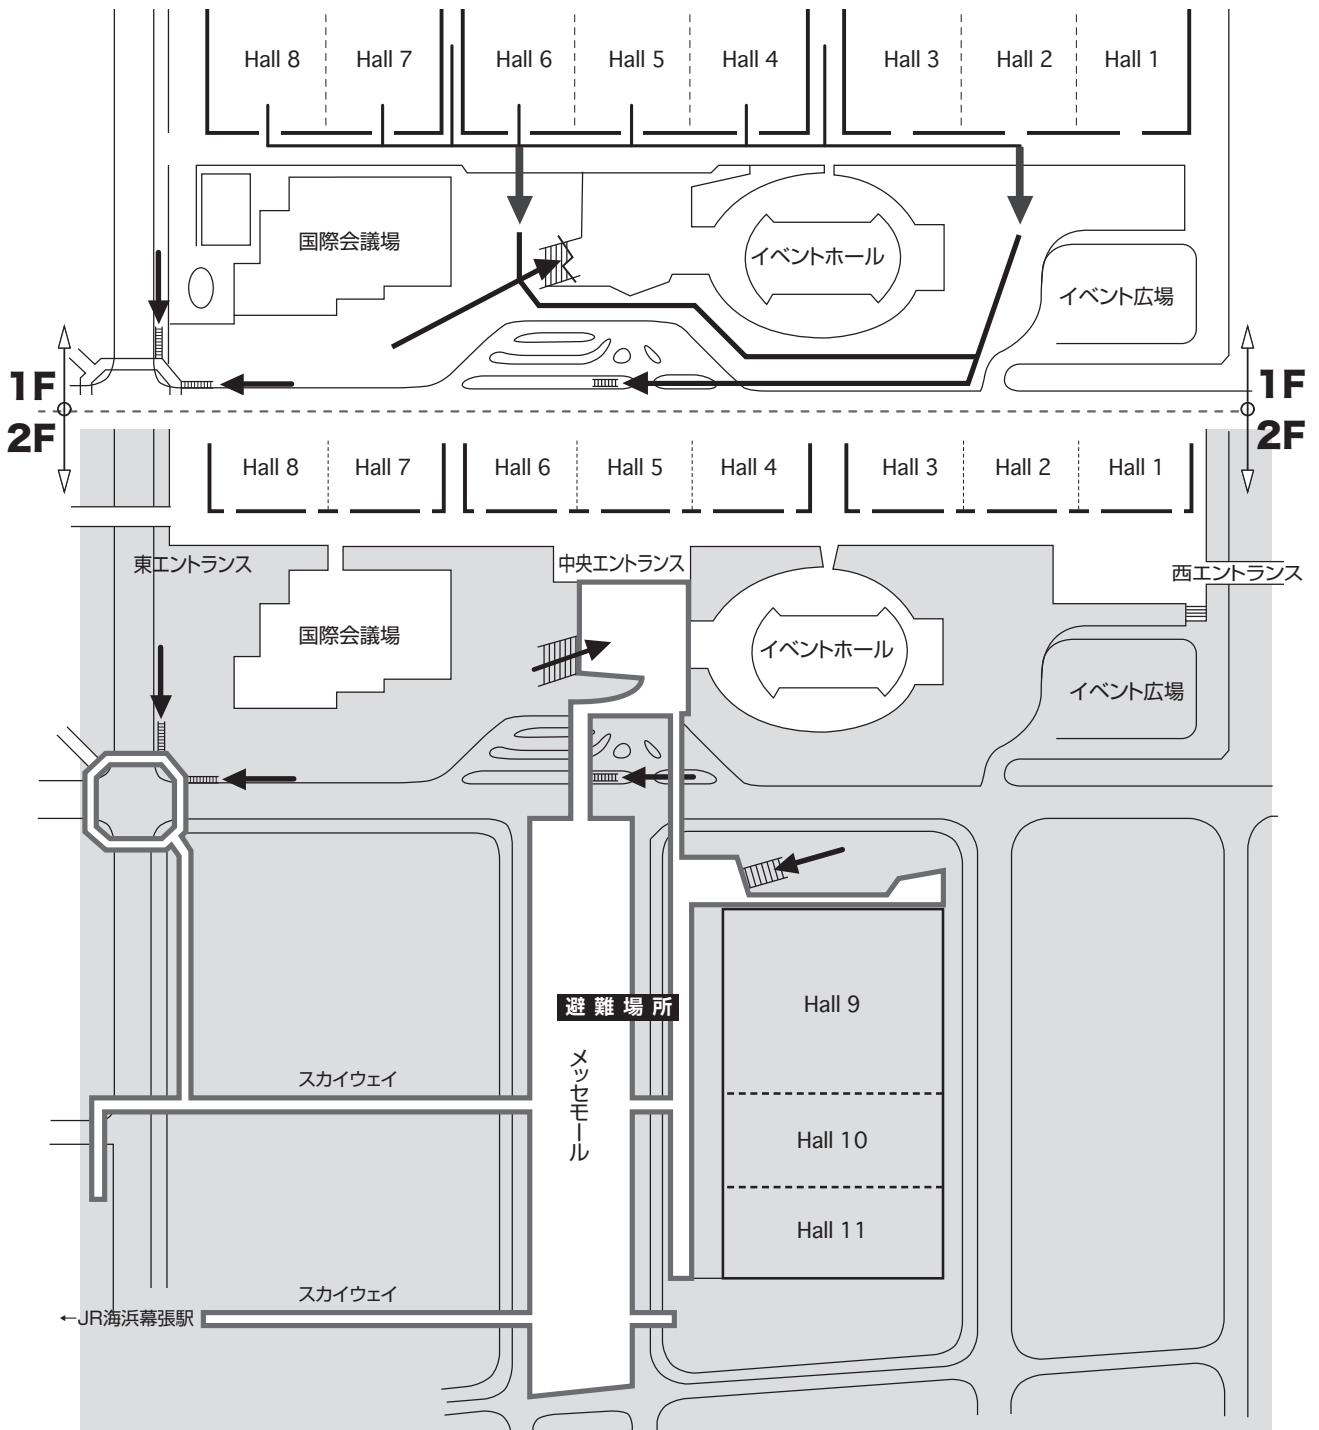 Hall 8
Hall 7
Hall 6
Hall 5
Hall 4
Hall 3
Hall 2
Hall 1
国際会議場
イベントホール
イベント広場
1F
1F
2F
2F
Hall 8
Hall 7
Hall 6
Hall 5
Hall 4
Hall 3
Hall 2
Hall 1
東エントランス
中央エントランス
西エントランス
国際会議場
イベントホール
イベント広場
避難場所
Hall 9
メッセモール
スカイウェイ
Hall 10
Hall 11
スカイウェイ
←JR海浜幕張駅